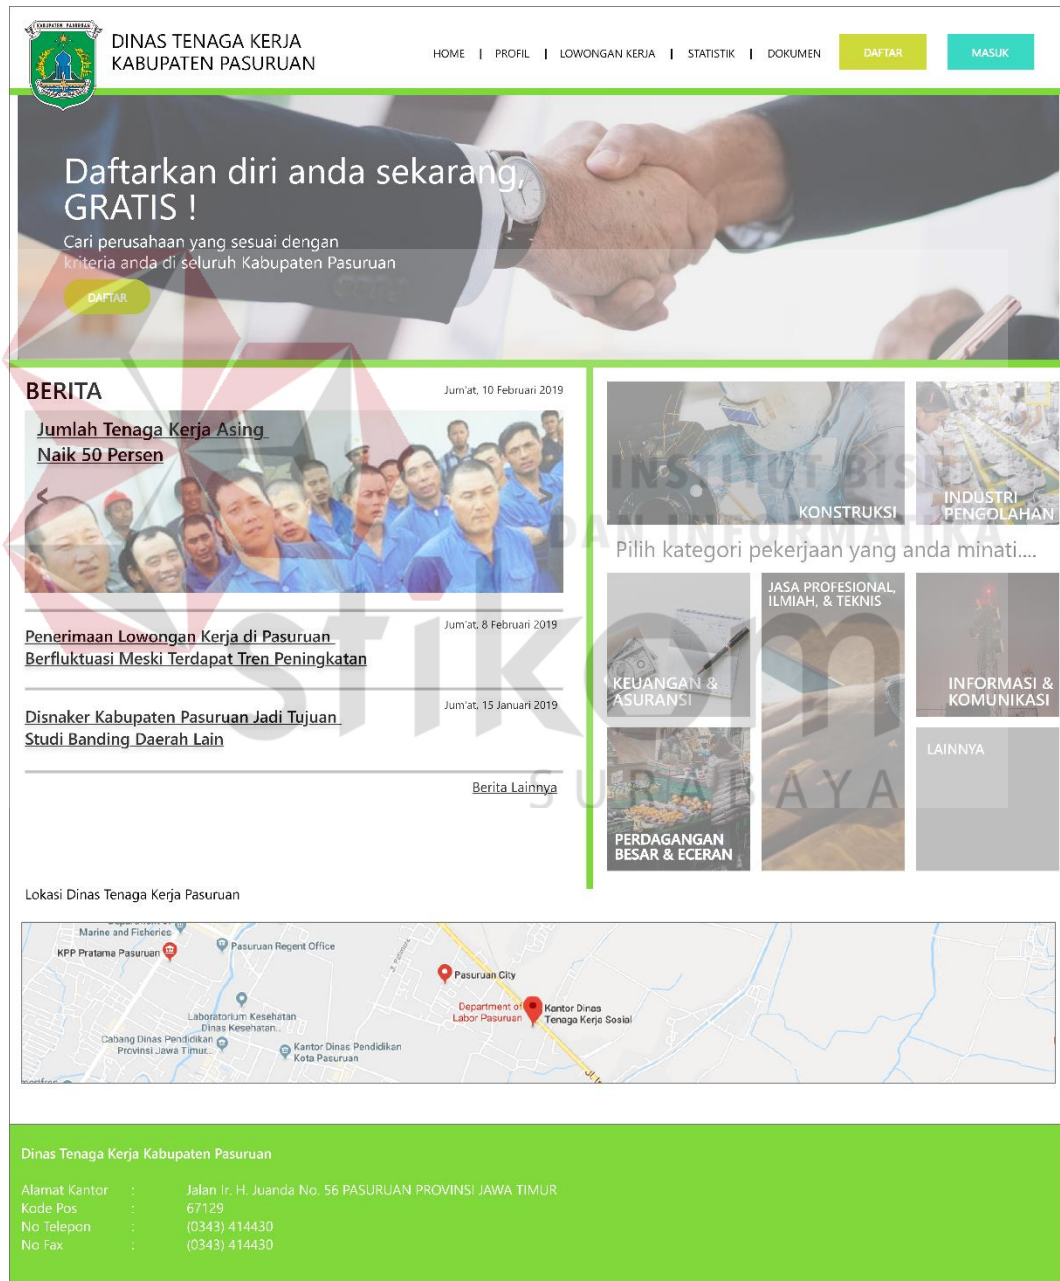 KABUPATEN PASURUAN
DINAS TENAGA KERJA
KABUPATEN PASURUAN
HOME | PROFIL | LOWONGAN KERJA | STATISTIK | DOKUMEN
DAFTAR
MASUK
Daftarkan diri anda sekarang,
GRATIS !
Cari perusahaan yang sesuai dengan
kriteria anda di seluruh Kabupaten Pasuruan
DAFTAR
BERITA
Jum'at, 10 Februari 2019
Jumlah Tenaga Kerja Asing
Naik 50 Persen
< >
Jum'at, 8 Februari 2019
Penerimaan Lowongan Kerja di Pasuruan
Berfluktuasi Meski Terdapat Tren Peningkatan
Jum'at, 15 Januari 2019
Disnaker Kabupaten Pasuruan Jadi Tujuan
Studi Banding Daerah Lain
Berita Lainnya
KONSTRUKSI
INDUSTRI
PENGOLAHAN
Pilih kategori pekerjaan yang anda minati....
KEUANGAN &
ASURANSI
JASA PROFESIONAL,
ILMIAH, & TEKNIS
INFORMASI &
KOMUNIKASI
PERDAGANGAN
BESAR & ECERAN
LAINNYA
INSTITUT BISNIS
DAN INFORMATIKA
stikom
SURABAYA
Lokasi Dinas Tenaga Kerja Pasuruan
Marine and Fisheries
KPP Pratama Pasuruan
Pasuruan Regent Office
Pasuruan City
Department of
Labor Pasuruan
Kantor Dinas
Tenaga Kerja Sosial
Laboratorium Kesehatan
Dinas Kesehatan...
Cabang Dinas Pendidikan
Provinsi Jawa Timur...
Kantor Dinas Pendidikan
Kota Pasuruan
Dinas Tenaga Kerja Kabupaten Pasuruan
Alamat Kantor : Jalan Ir. H. Juanda No. 56 PASURUAN PROVINSI JAWA TIMUR
Kode Pos : 67129
No Telepon : (0343) 414430
No Fax : (0343) 414430